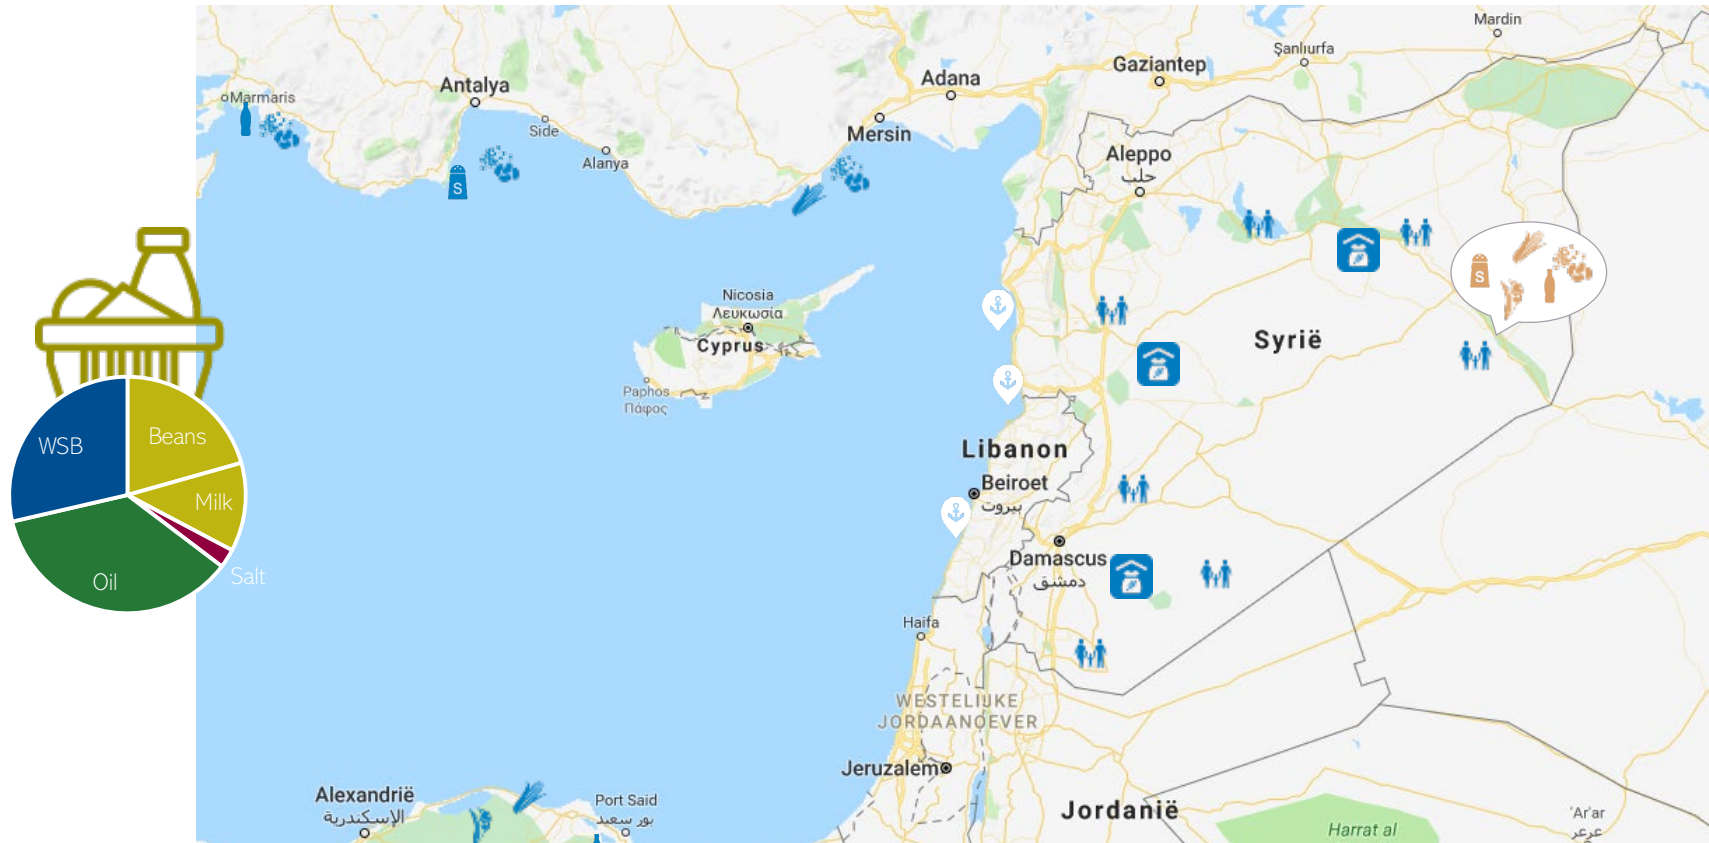 Mardin
Şanlıurfa
Gaziantep
Adana
Antalya
Marmaris
Mersin
Side
Alanya
Aleppo
حلب
S
S
Nicosia
Λευκωσία
Cyprus
Syrië
Paphos
Πάφος
WSB
Beans
Milk
Oil
Salt
Libanon
Beiroet
بيروت
Damascus
دمشق
Haifa
WESTELIJKE
JORDAANOEVER
Jeruzalem
Alexandrië
الإسكندرية
Port Said
بور سعيد
Jordanië
Harrat al
'Ar'ar
عرعر